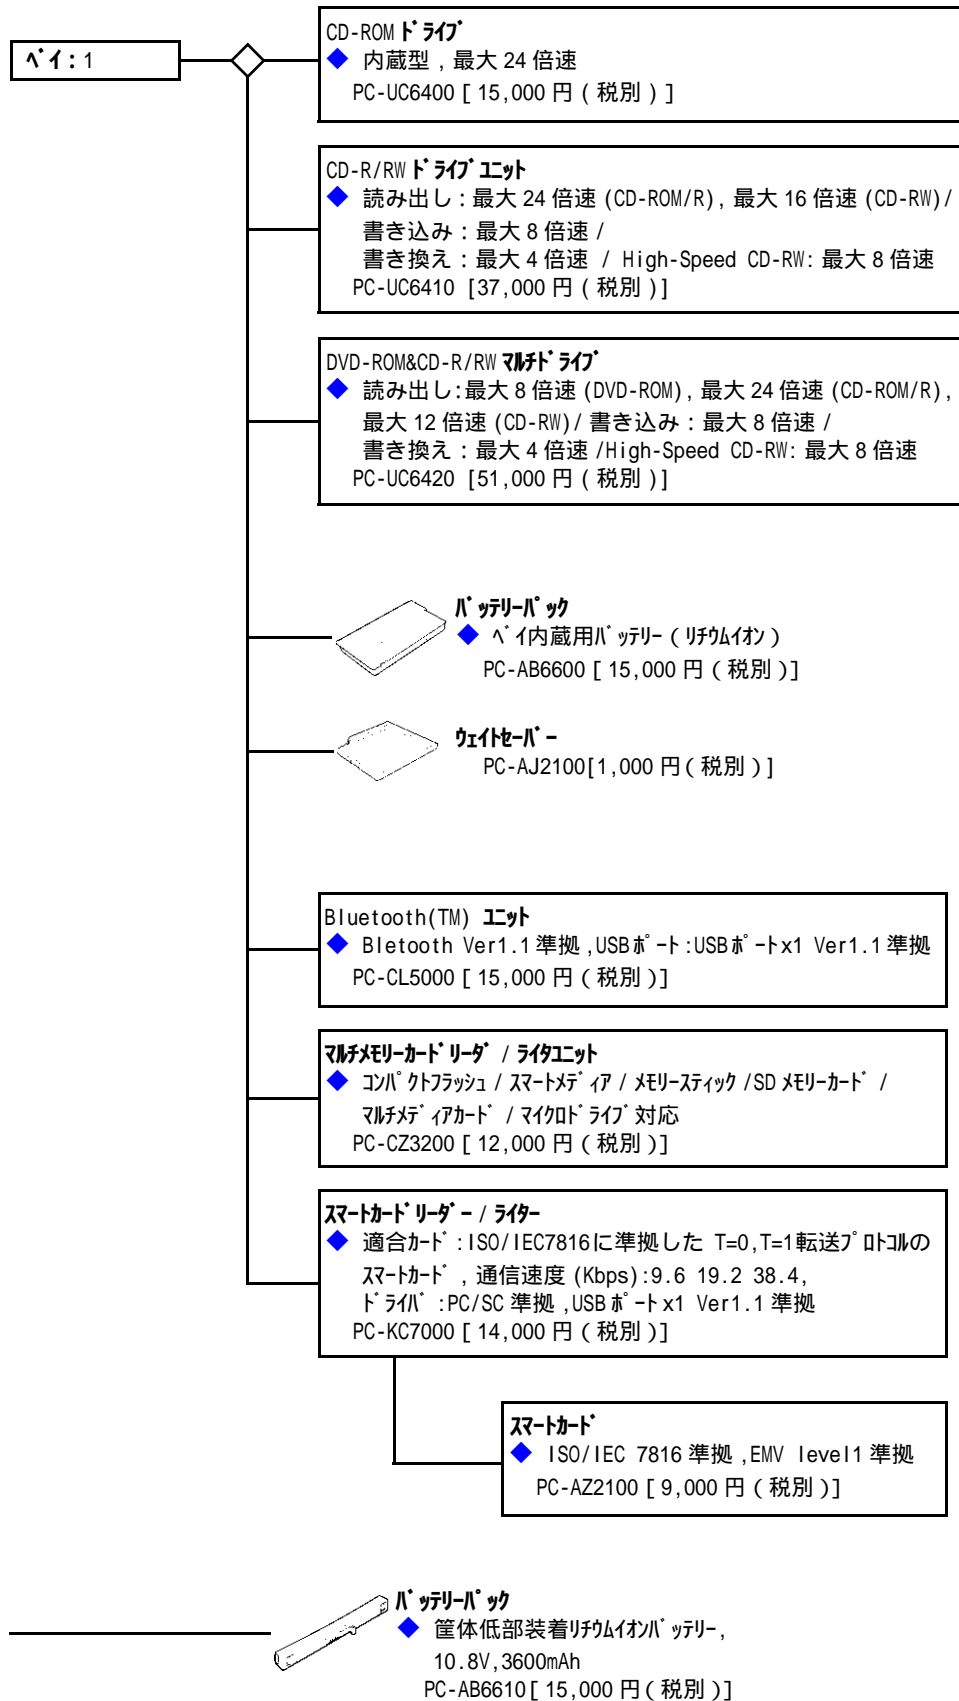 ﾍﾞｲ:1
CD-ROM ﾄﾞﾗｲﾌﾞ
◆ 内蔵型 , 最大 24 倍速
PC-UC6400 [ 15,000 円 ( 税別 ) ]
CD-R/RW ﾄﾞﾗｲﾌﾞﾕﾆｯﾄ
◆ 読み出し : 最大 24 倍速 (CD-ROM/R) , 最大 16 倍速 (CD-RW) /
書き込み : 最大 8 倍速 /
書き換え : 最大 4 倍速 / High-Speed CD-RW: 最大 8 倍速
PC-UC6410 [37,000 円 ( 税別 )]
DVD-ROM&CD-R/RW ﾏﾙﾁﾄﾞﾗｲﾌﾞ
◆ 読み出し:最大 8 倍速 (DVD-ROM) , 最大 24 倍速 (CD-ROM/R) ,
最大 12 倍速 (CD-RW)/ 書き込み : 最大 8 倍速 /
書き換え : 最大 4 倍速 /High-Speed CD-RW: 最大 8 倍速
PC-UC6420 [51,000 円 ( 税別 )]
ﾊﾞｯﾃﾘｰﾊﾟｯｸ
◆ ﾍﾞｲ内蔵用ﾊﾞｯﾃﾘｰ ( ﾘﾁｳﾑｲｵﾝ )
PC-AB6600 [ 15,000 円 ( 税別 )]
ｳｪｲﾄｾｰﾊﾞｰ
PC-AJ2100[1,000 円 ( 税別 )]
Bluetooth(TM) ﾕﾆｯﾄ
◆ Bletooth Ver1.1 準拠 ,USBﾎﾟｰﾄ :USBﾎﾟｰﾄx1 Ver1.1 準拠
PC-CL5000 [ 15,000 円 ( 税別 )]
ﾏﾙﾁﾒﾓﾘｰｶｰﾄﾞﾘｰﾀﾞ / ﾗｲﾀﾕﾆｯﾄ
◆ ｺﾝﾊﾟｸﾄﾌﾗｯｼｭ / ｽﾏｰﾄﾒﾃﾞｨｱ / ﾒﾓﾘｰｽﾃｨｯｸ /SD ﾒﾓﾘｰｶｰﾄﾞ /
ﾏﾙﾁﾒﾃﾞｨｱｶｰﾄﾞ / ﾏｲｸﾛﾄﾞﾗｲﾌﾞ対応
PC-CZ3200 [ 12,000 円 ( 税別 )]
ｽﾏｰﾄｶｰﾄﾞﾘｰﾀﾞｰ / ﾗｲﾀｰ
◆ 適合ｶｰﾄﾞ :ISO/IEC7816に準拠した T=0,T=1転送ﾌﾟﾛﾄｺﾙの
ｽﾏｰﾄｶｰﾄﾞ , 通信速度 (Kbps):9.6 19.2 38.4,
ﾄﾞﾗｲﾊﾞ :PC/SC 準拠 ,USBﾎﾟｰﾄx1 Ver1.1 準拠
PC-KC7000 [ 14,000 円 ( 税別 )]
ｽﾏｰﾄｶｰﾄﾞ
◆ ISO/IEC 7816 準拠 ,EMV level1 準拠
PC-AZ2100 [ 9,000 円 ( 税別 )]
ﾊﾞｯﾃﾘｰﾊﾟｯｸ
◆ 筐体低部装着ﾘﾁｳﾑｲｵﾝﾊﾞｯﾃﾘｰ,
10.8V,3600mAh
PC-AB6610[ 15,000 円 ( 税別 )]